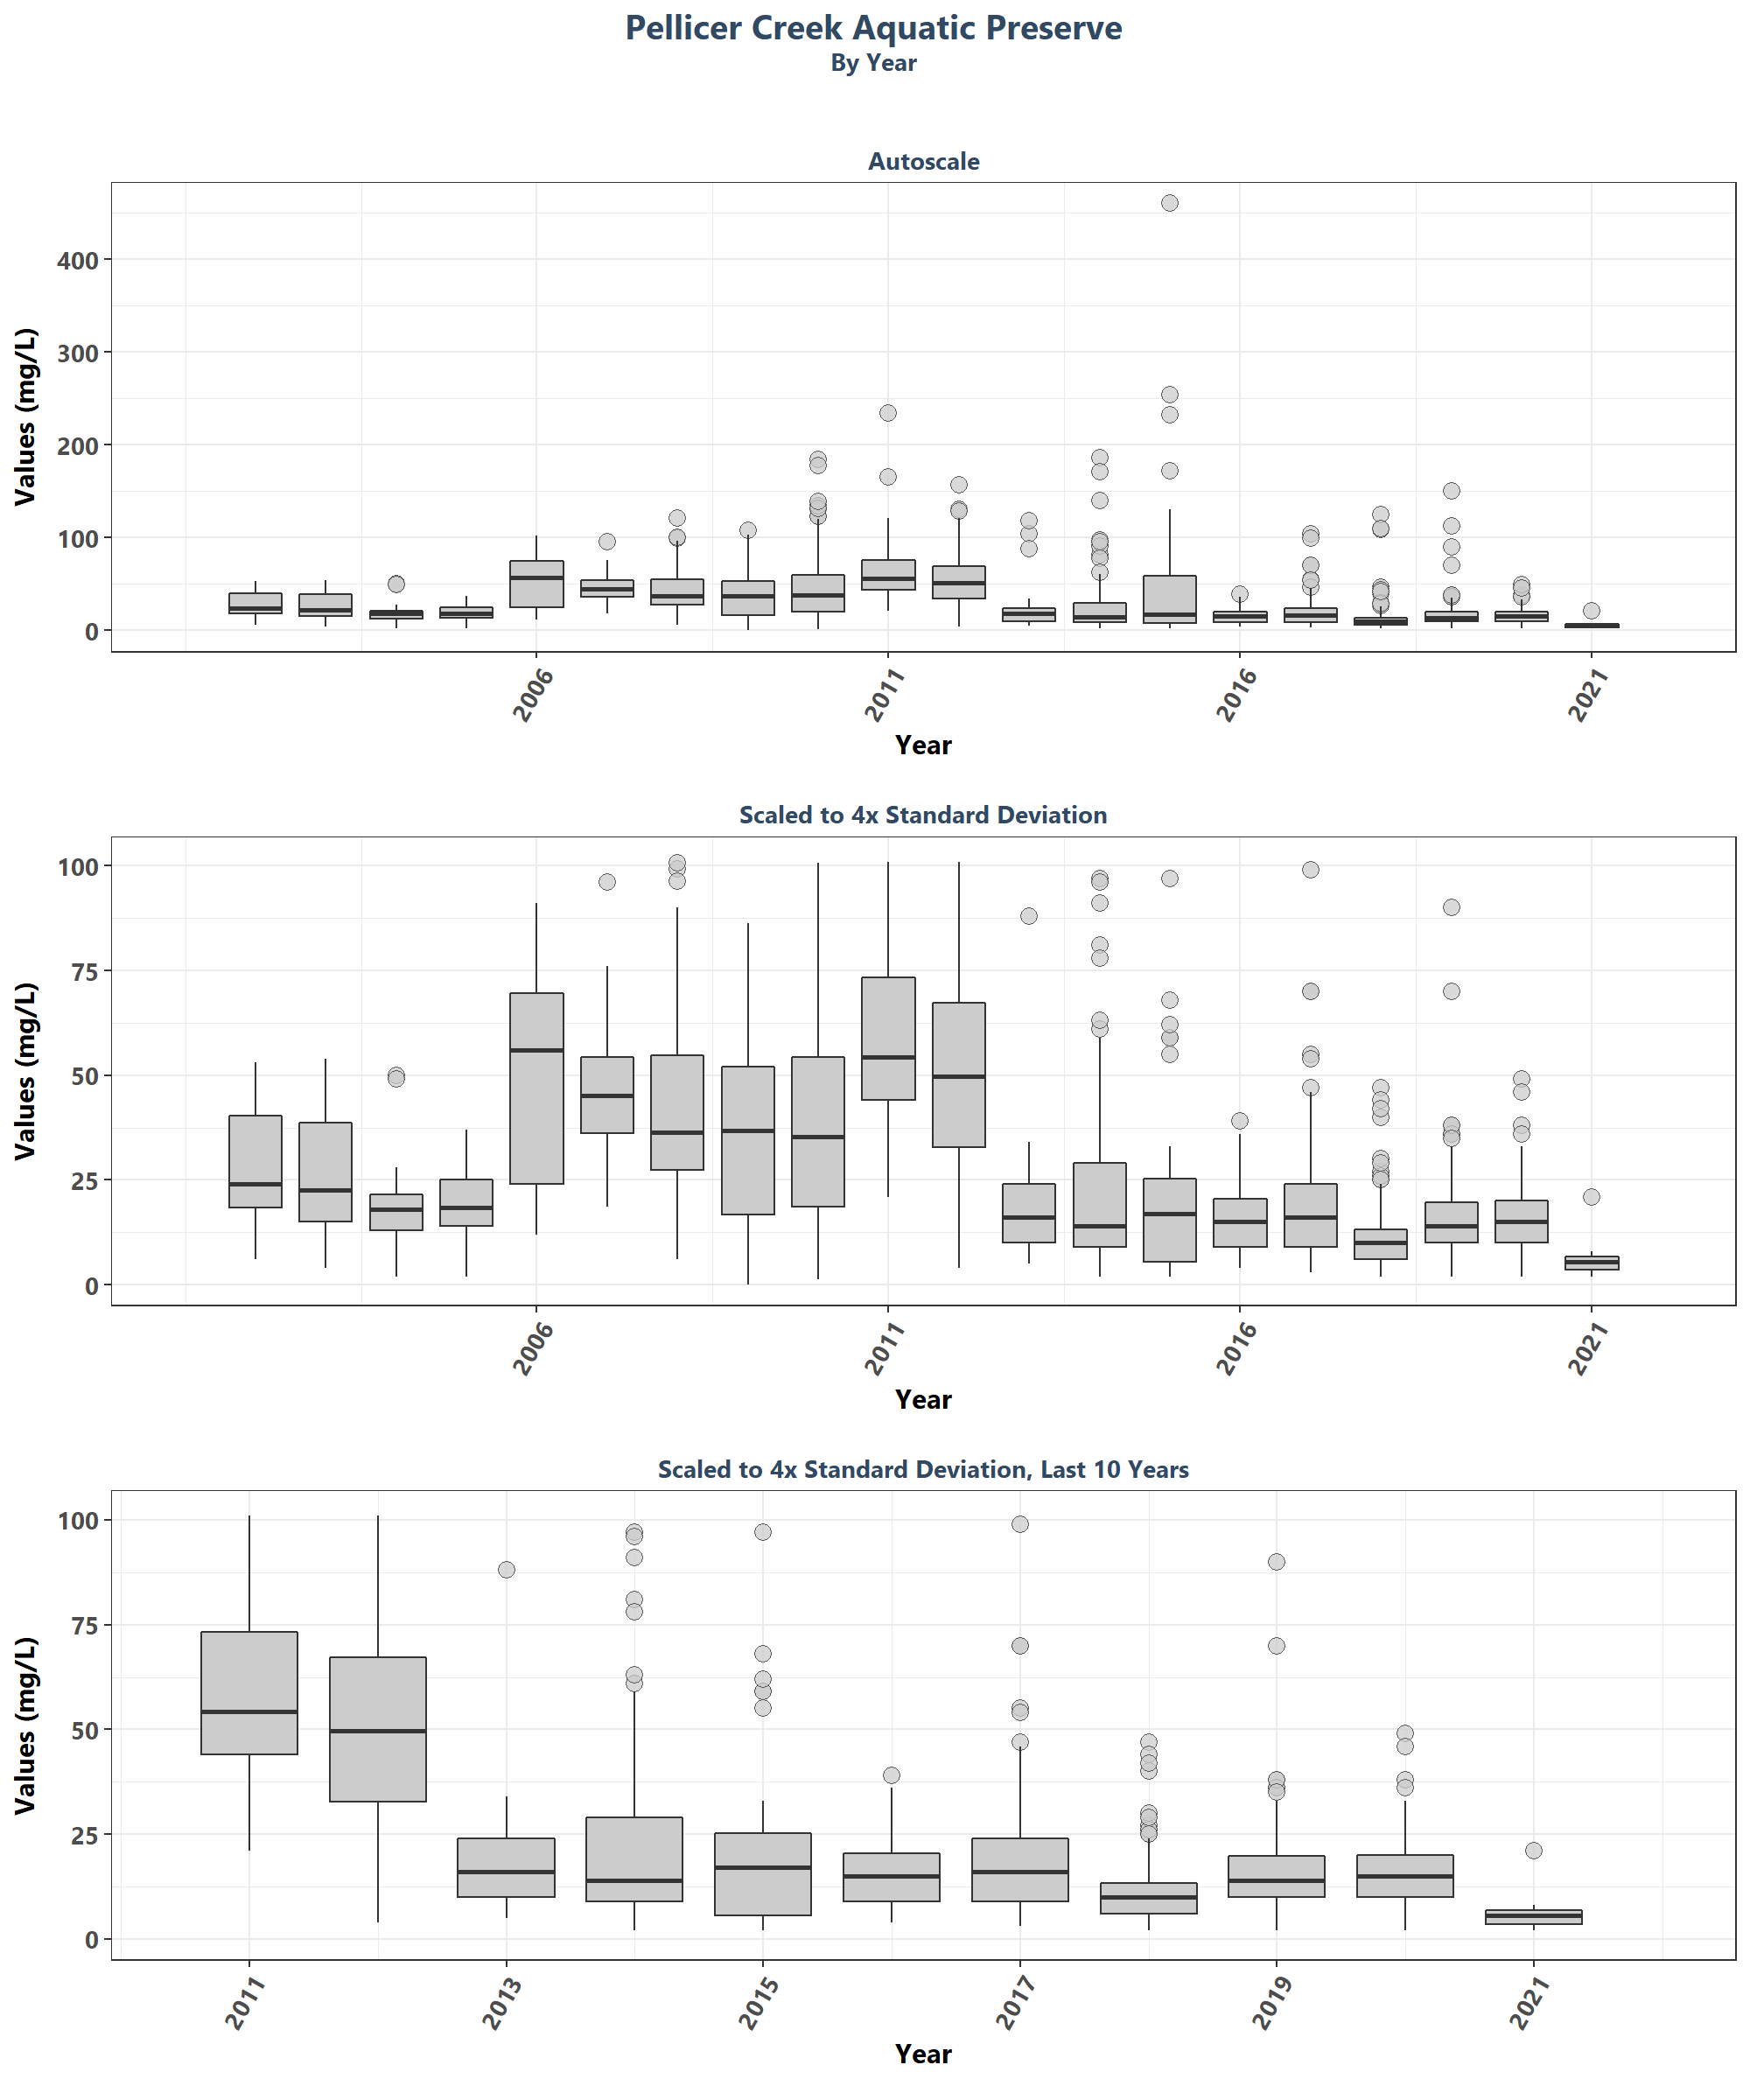 Pellicer Creek Aquatic Preserve
By Year
Autoscale
Values (mg/L)
400
300
200
100
0
2006
2011
2016
2021
Year
Scaled to 4x Standard Deviation
Values (mg/L)
100
75
50
25
0
2006
2011
2016
2021
Year
Scaled to 4x Standard Deviation, Last 10 Years
Values (mg/L)
100
75
50
25
0
2011
2013
2015
2017
2019
2021
Year